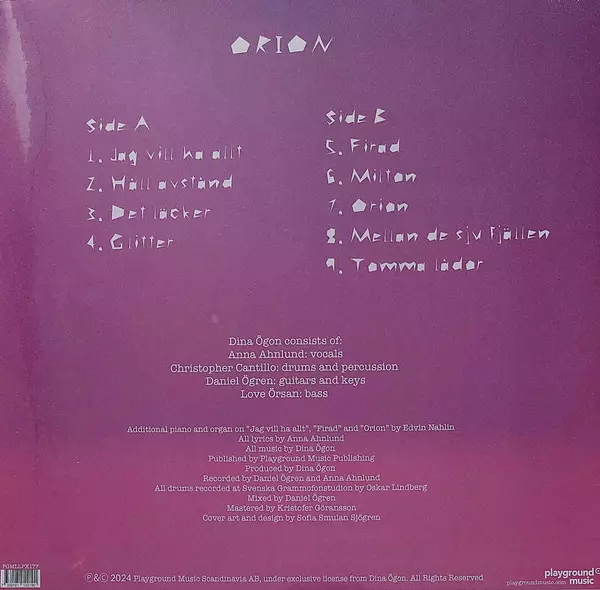 ORION
Side A
1. Jag vill ha allt
2. Håll avstånd
3. Det läcker
4. Glitter
Side B
5. Firad
6. Milton
7. Orion
8. Mellan de sju fjällen
9. Tomma lådor
Dina Ögon consists of:
Anna Ahnlund: vocals
Christopher Cantillo: drums and percussion
Daniel Ögren: guitars and keys
Love Örsan: bass
Additional piano and organ on "Jag vill ha allt", "Firad" and "Orion" by Edvin Nahlin
All lyrics by Anna Ahnlund
All music by Dina Ögon
Published by Playground Music Publishing
Produced by Dina Ögon
Recorded by Daniel Ögren and Anna Ahnlund
All drums recorded at Svenska Grammofonstudion by Oskar Lindberg
Mixed by Daniel Ögren
Mastered by Kristofer Göransson
Cover art and design by Sofia Smulan Sjögren
PGMLLPX177
℗&© 2024 Playground Music Scandinavia AB, under exclusive license from Dina Ögon. All Rights Reserved
playgroundmusic.com
playground
music